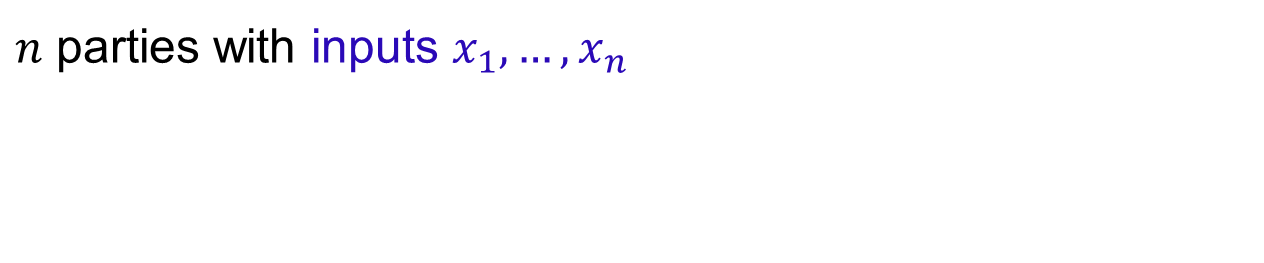 n parties with inputs x₁, … , xₙ